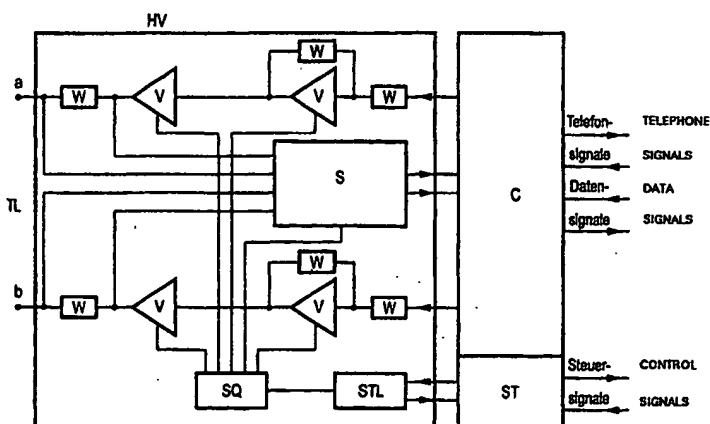 HV
W
a
W
V
V
W
Telefon-
TELEPHONE
signale
SIGNALS
S
C
Daten-
DATA
TL
signale
SIGNALS
W
b
W
V
V
W
Steuer-
CONTROL
SQ
STL
ST
signale
SIGNALS